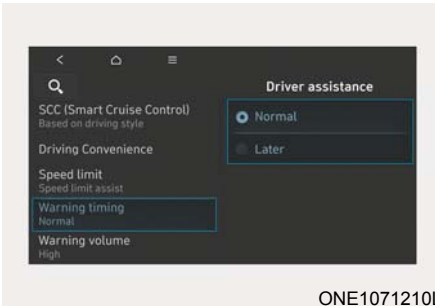 Driver assistance
SCC (Smart Cruise Control)
Based on driving style
Driving Convenience
Speed limit
Speed limit assist
Warning timing
Normal
Warning volume
High
Normal
Later
ONE1071210